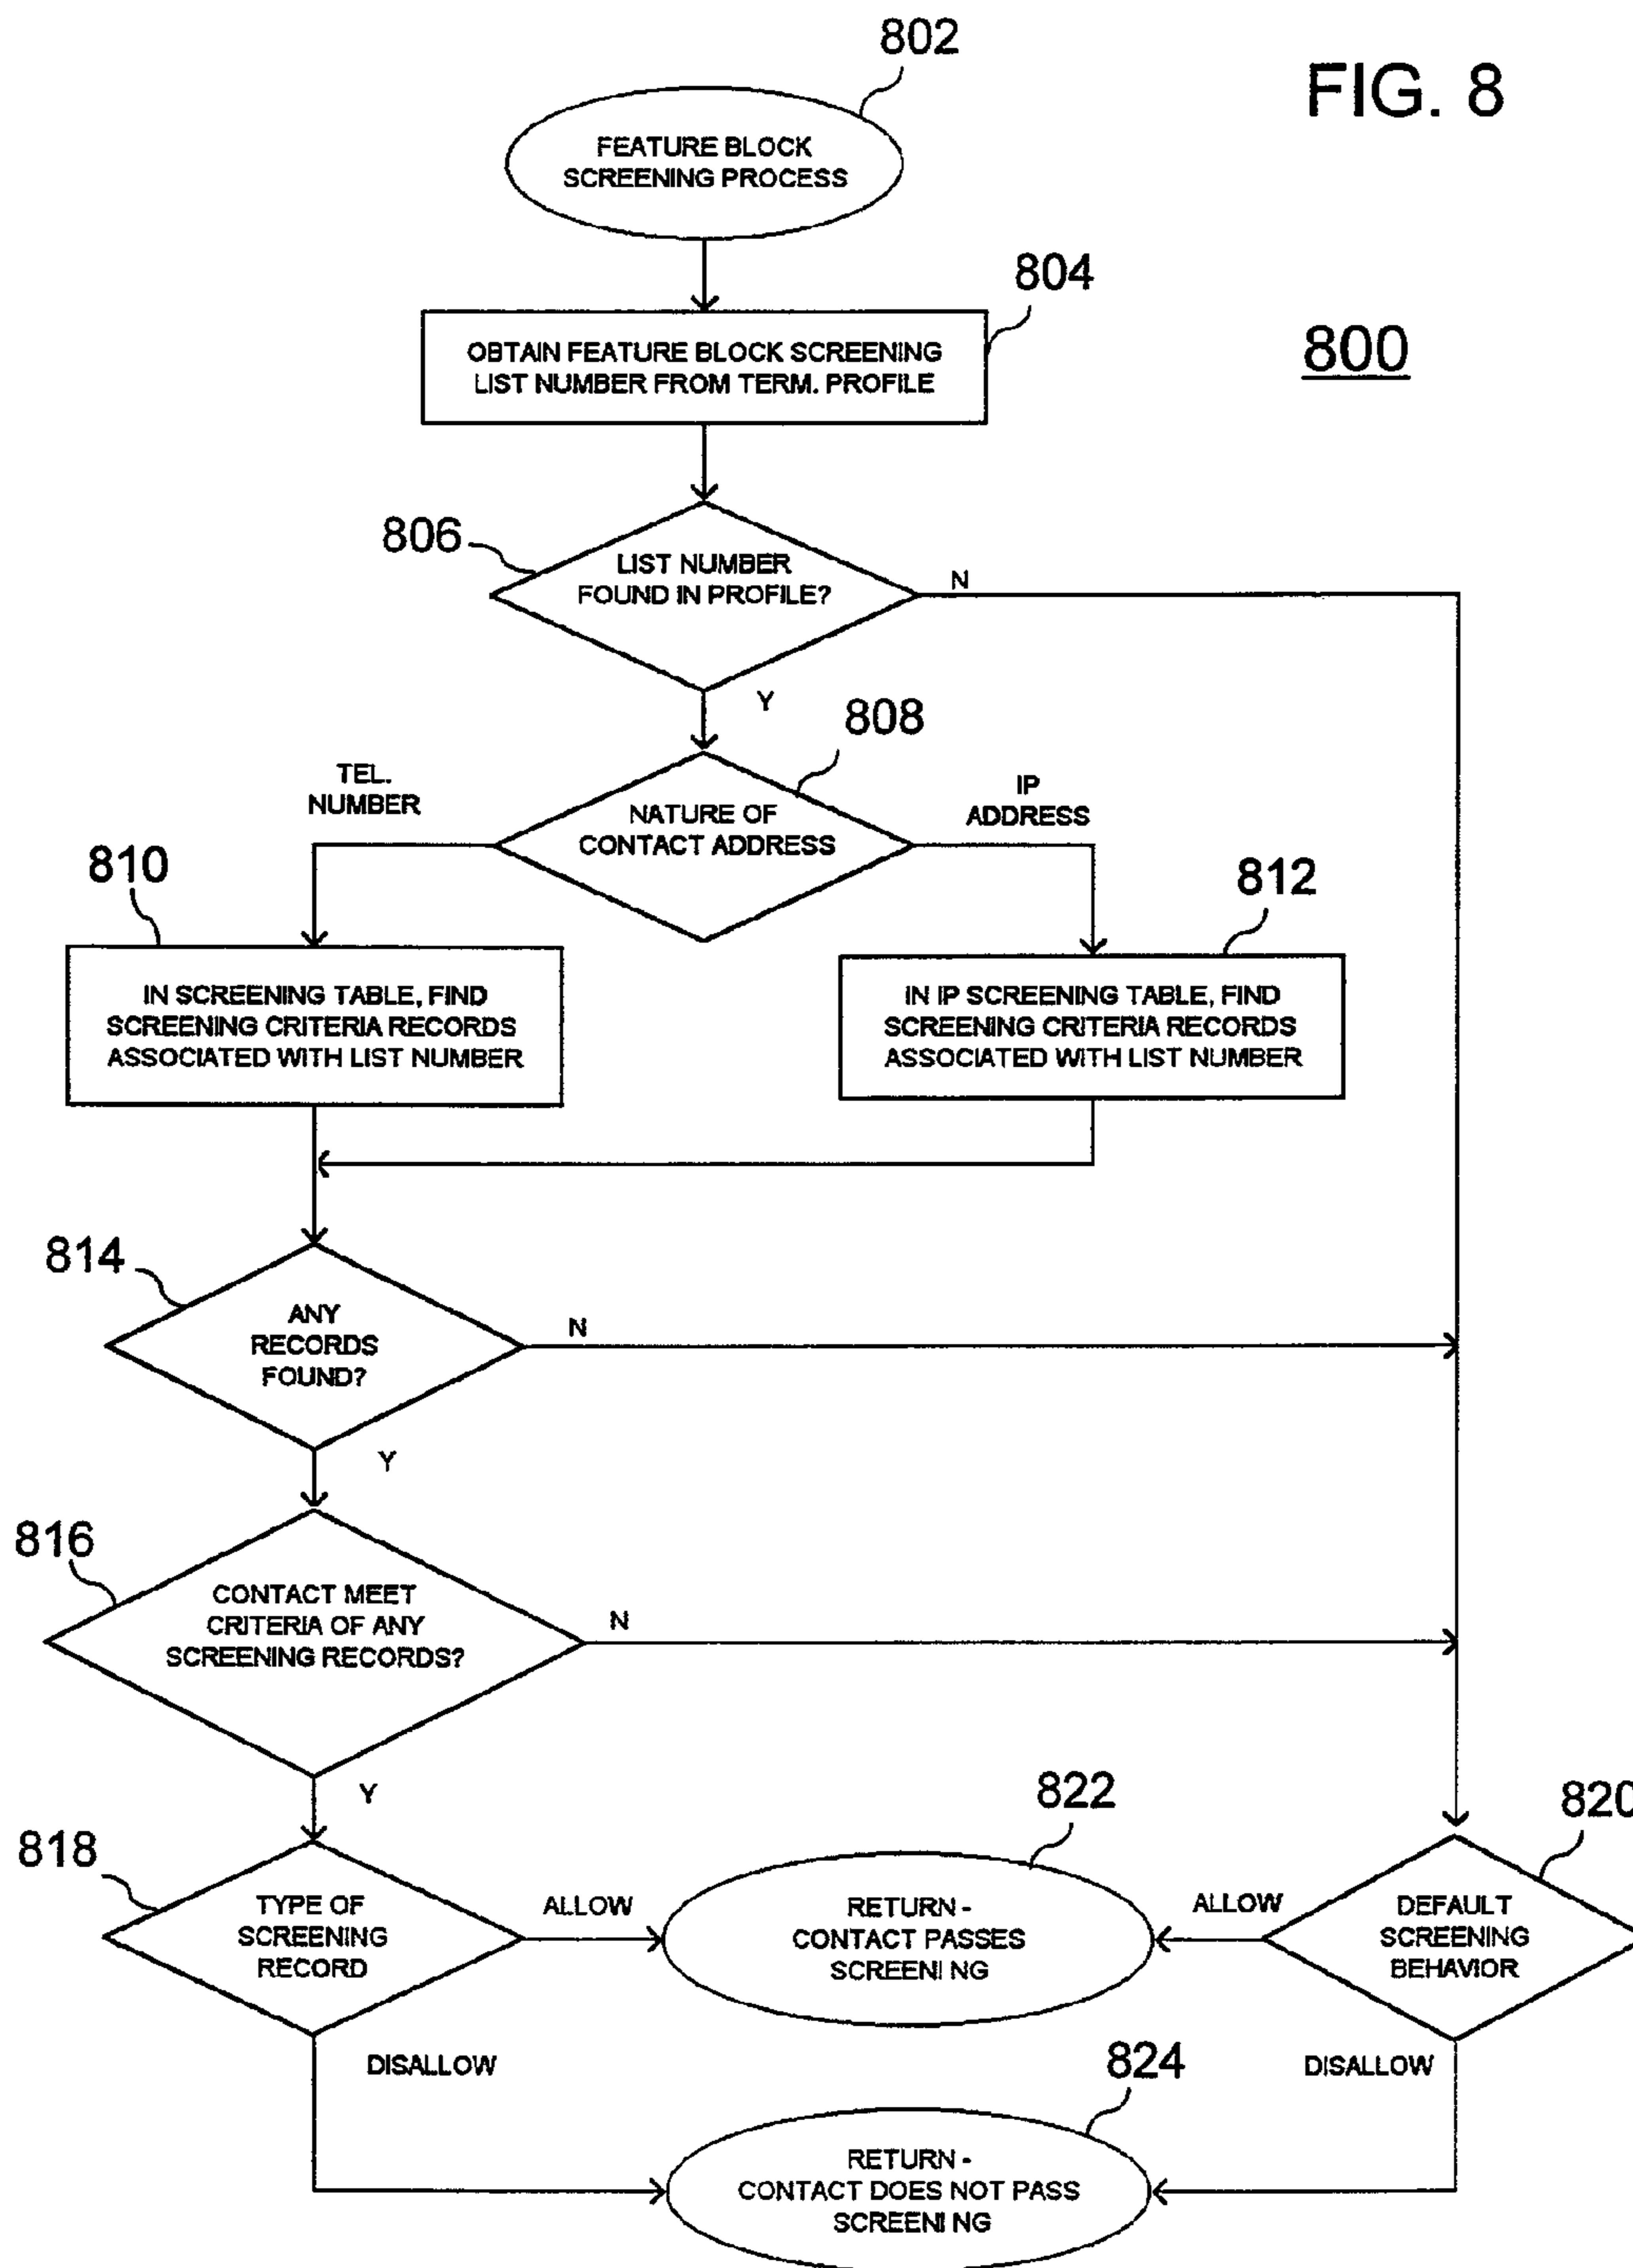 802
FIG. 8
FEATURE BLOCK
SCREENING PROCESS
804
OBTAIN FEATURE BLOCK SCREENING
LIST NUMBER FROM TERM. PROFILE
800
806
LIST NUMBER
FOUND IN PROFILE?
N
Y
808
TEL.
NUMBER
NATURE OF
CONTACT ADDRESS
IP
ADDRESS
810
812
IN SCREENING TABLE, FIND
SCREENING CRITERIA RECORDS
ASSOCIATED WITH LIST NUMBER
IN IP SCREENING TABLE, FIND
SCREENING CRITERIA RECORDS
ASSOCIATED WITH LIST NUMBER
814
ANY
RECORDS
FOUND?
N
Y
816
CONTACT MEET
CRITERIA OF ANY
SCREENING RECORDS?
N
Y
818
TYPE OF
SCREENING
RECORD
ALLOW
822
RETURN -
CONTACT PASSES
SCREENING
ALLOW
820
DEFAULT
SCREENING
BEHAVIOR
DISALLOW
824
DISALLOW
RETURN -
CONTACT DOES NOT PASS
SCREENING